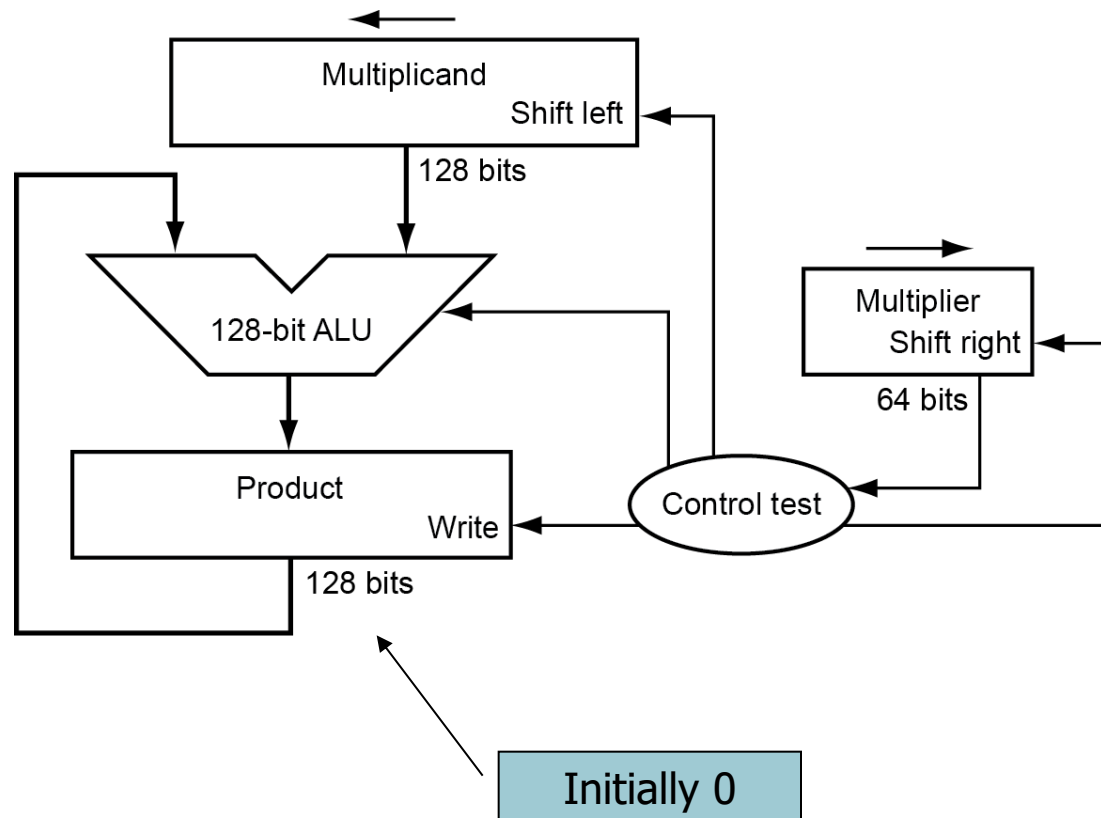 Multiplicand
Shift left
128 bits
128-bit ALU
Multiplier
Shift right
64 bits
Product
Write
Control test
128 bits
Initially 0